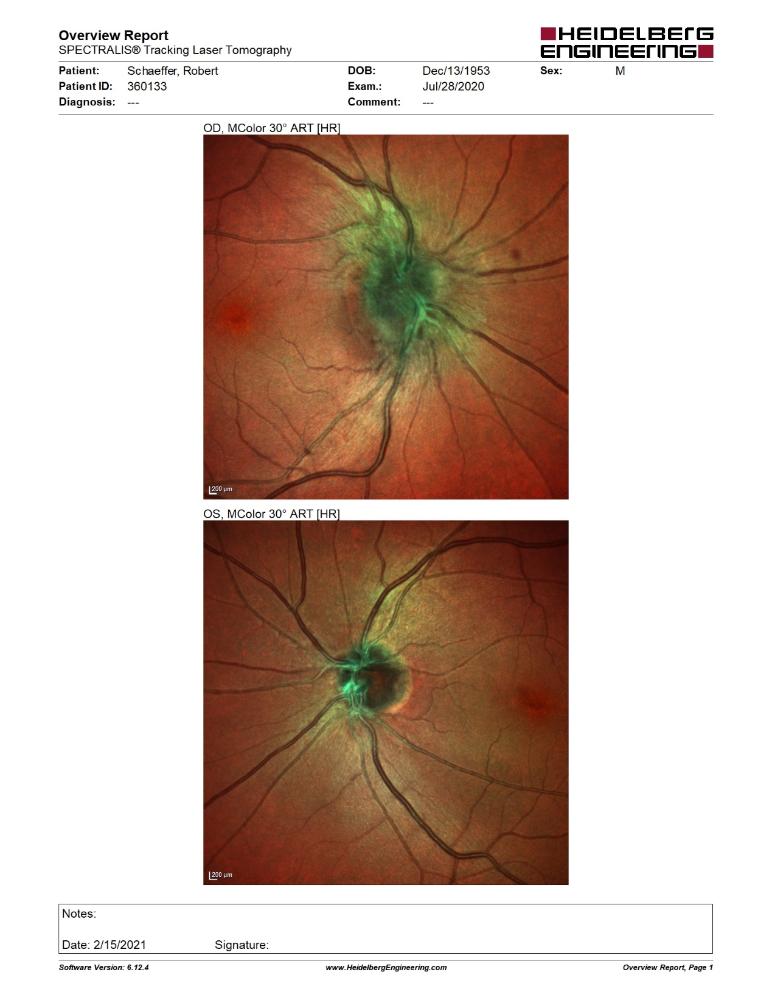 Overview Report
SPECTRALIS® Tracking Laser Tomography
HEIDELBERG
ENGINEERING
Patient: Schaeffer, Robert DOB: Dec/13/1953 Sex: M
Patient ID: 360133 Exam.: Jul/28/2020
Diagnosis: --- Comment: ---
OD, MColor 30° ART [HR]
200 µm
OS, MColor 30° ART [HR]
200 µm
Notes:
Date: 2/15/2021 Signature:
Software Version: 6.12.4 www.HeidelbergEngineering.com Overview Report, Page 1